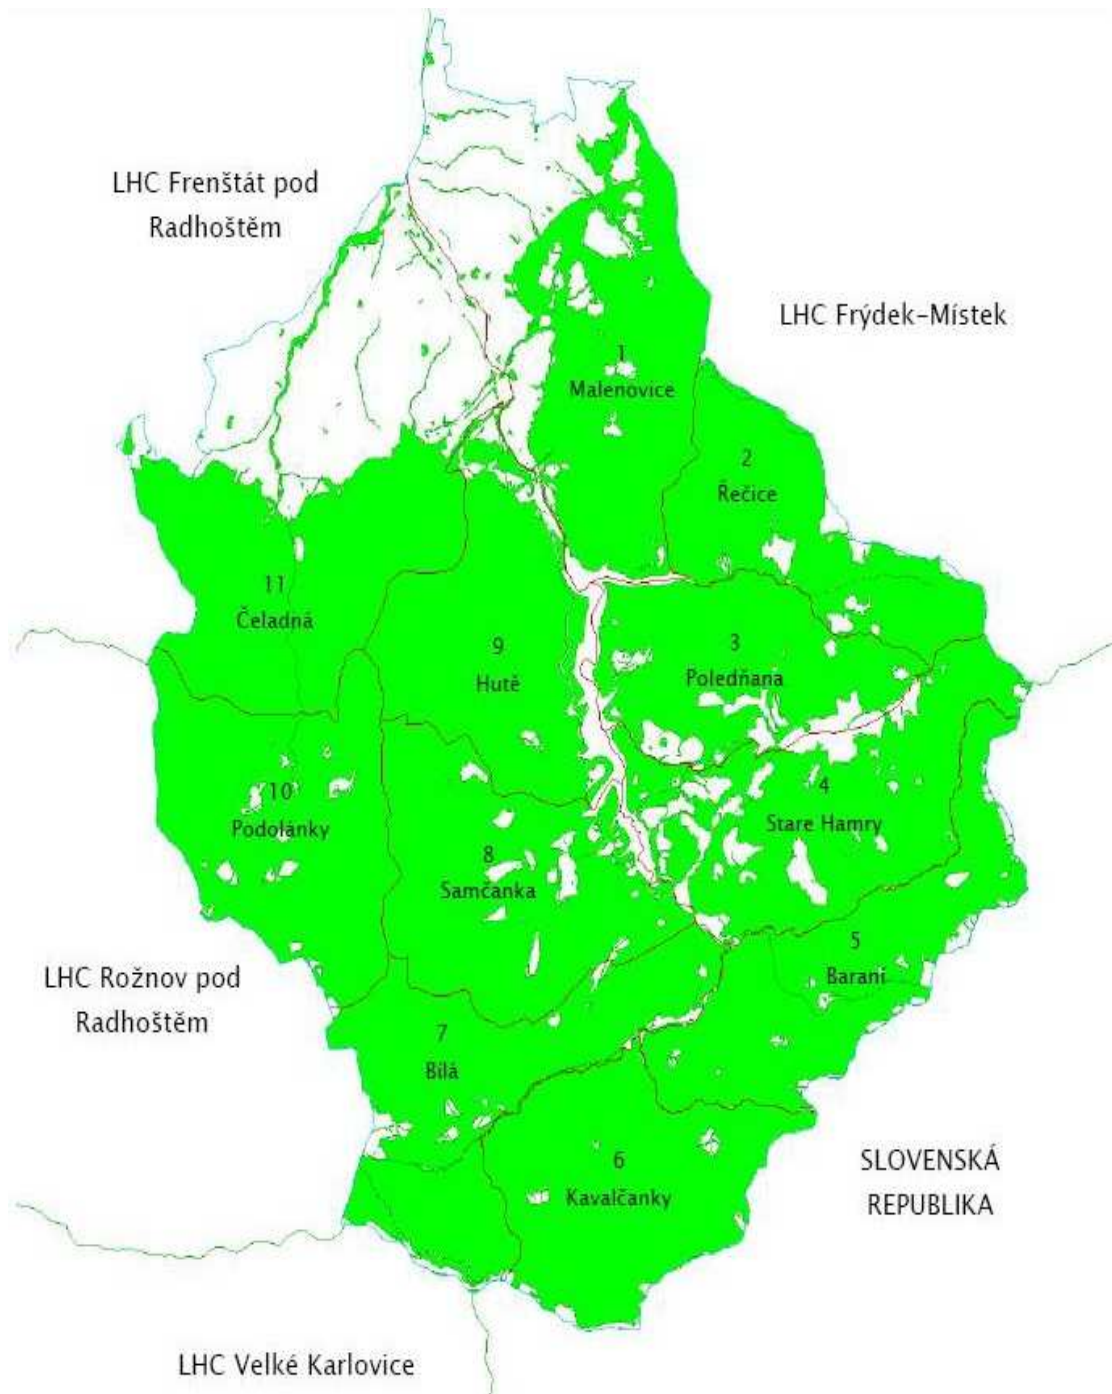 LHC Frenštát pod
Radhoštěm
LHC Frýdek-Místek
1
Malenovice
2
Řečice
11
Čeladná
9
Hutě
3
Poledňana
10
Podolánky
4
Stare Hamry
8
Samčanka
5
Baraní
LHC Rožnov pod
Radhoštěm
7
Bílá
6
Kavalčanky
SLOVENSKÁ
REPUBLIKA
LHC Velké Karlovice